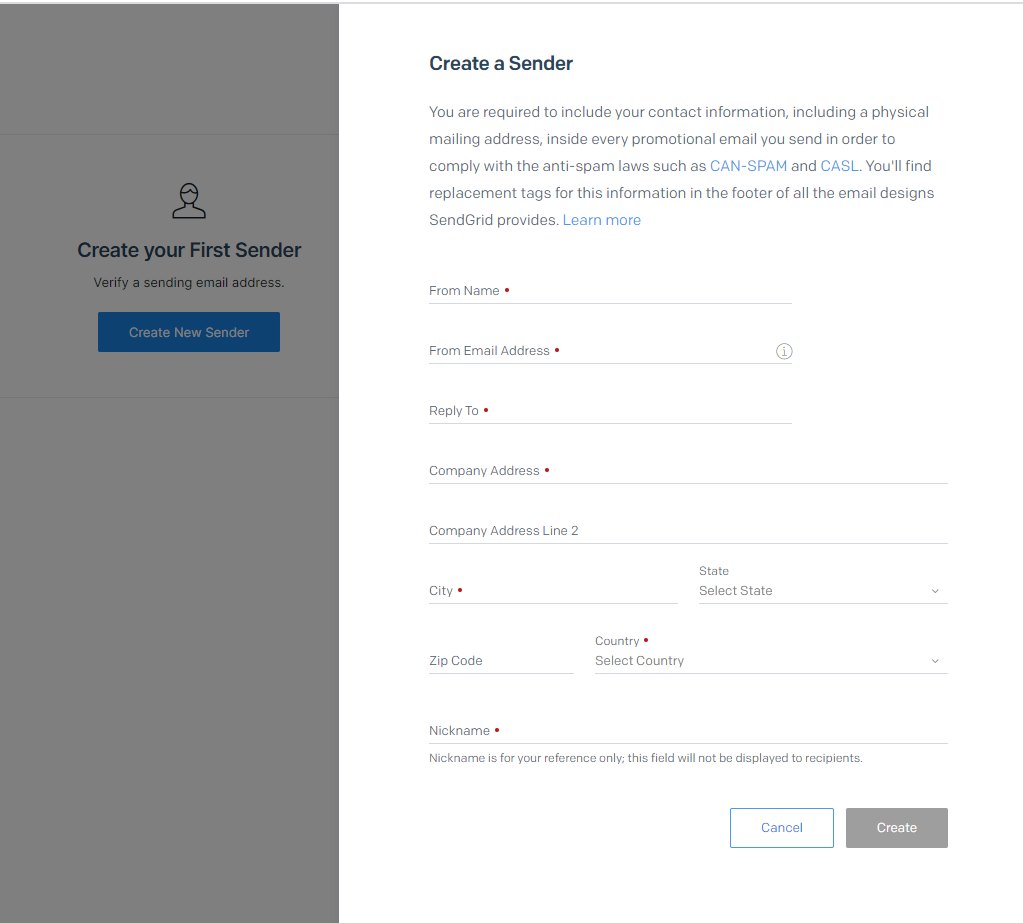 Create your First Sender
Verify a sending email address.
Create New Sender
Create a Sender
You are required to include your contact information, including a physical
mailing address, inside every promotional email you send in order to
comply with the anti-spam laws such as CAN-SPAM and CASL. You'll find
replacement tags for this information in the footer of all the email designs
SendGrid provides. Learn more
From Name •
From Email Address •
Reply To •
Company Address •
Company Address Line 2
City •
State
Select State
Zip Code
Country •
Select Country
Nickname •
Nickname is for your reference only; this field will not be displayed to recipients.
Cancel
Create